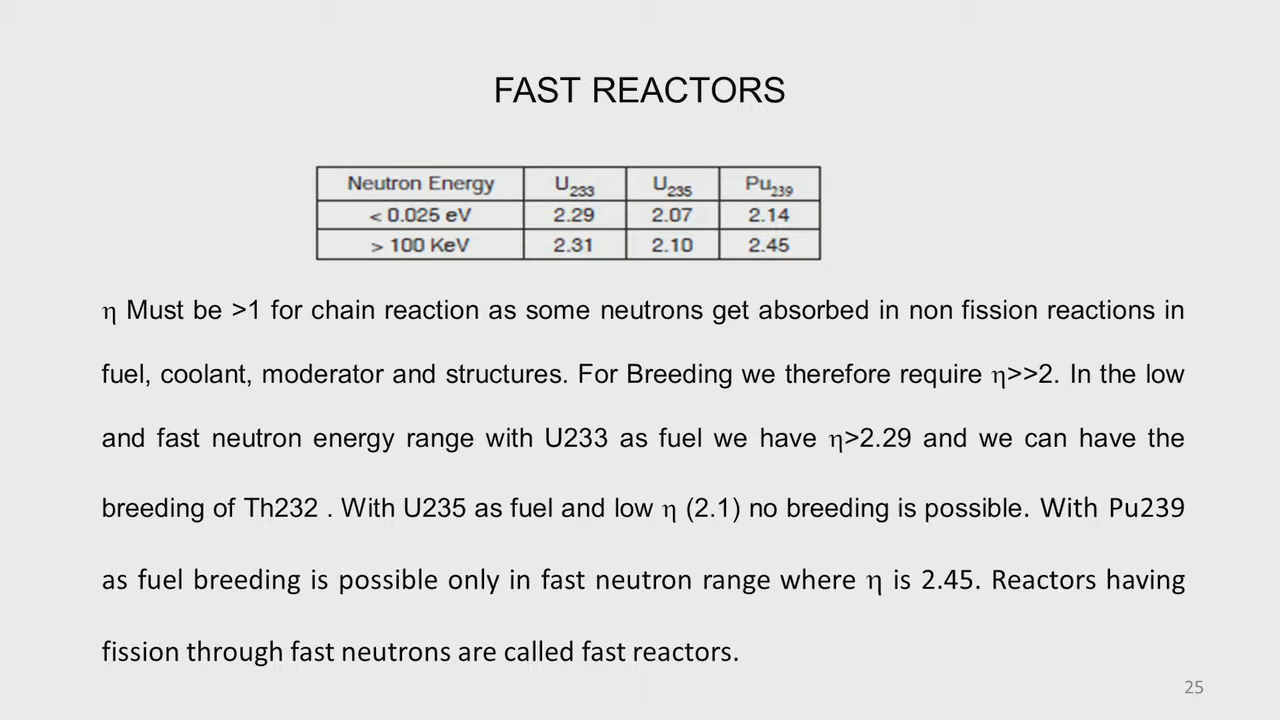 FAST REACTORS
Neutron Energy U233 U235 Pu239
< 0.025 eV 2.29 2.07 2.14
> 100 KeV 2.31 2.10 2.45
η Must be >1 for chain reaction as some neutrons get absorbed in non fission reactions in
fuel, coolant, moderator and structures. For Breeding we therefore require η>>2. In the low
and fast neutron energy range with U233 as fuel we have η>2.29 and we can have the
breeding of Th232 . With U235 as fuel and low η (2.1) no breeding is possible. With Pu239
as fuel breeding is possible only in fast neutron range where η is 2.45. Reactors having
fission through fast neutrons are called fast reactors.
25